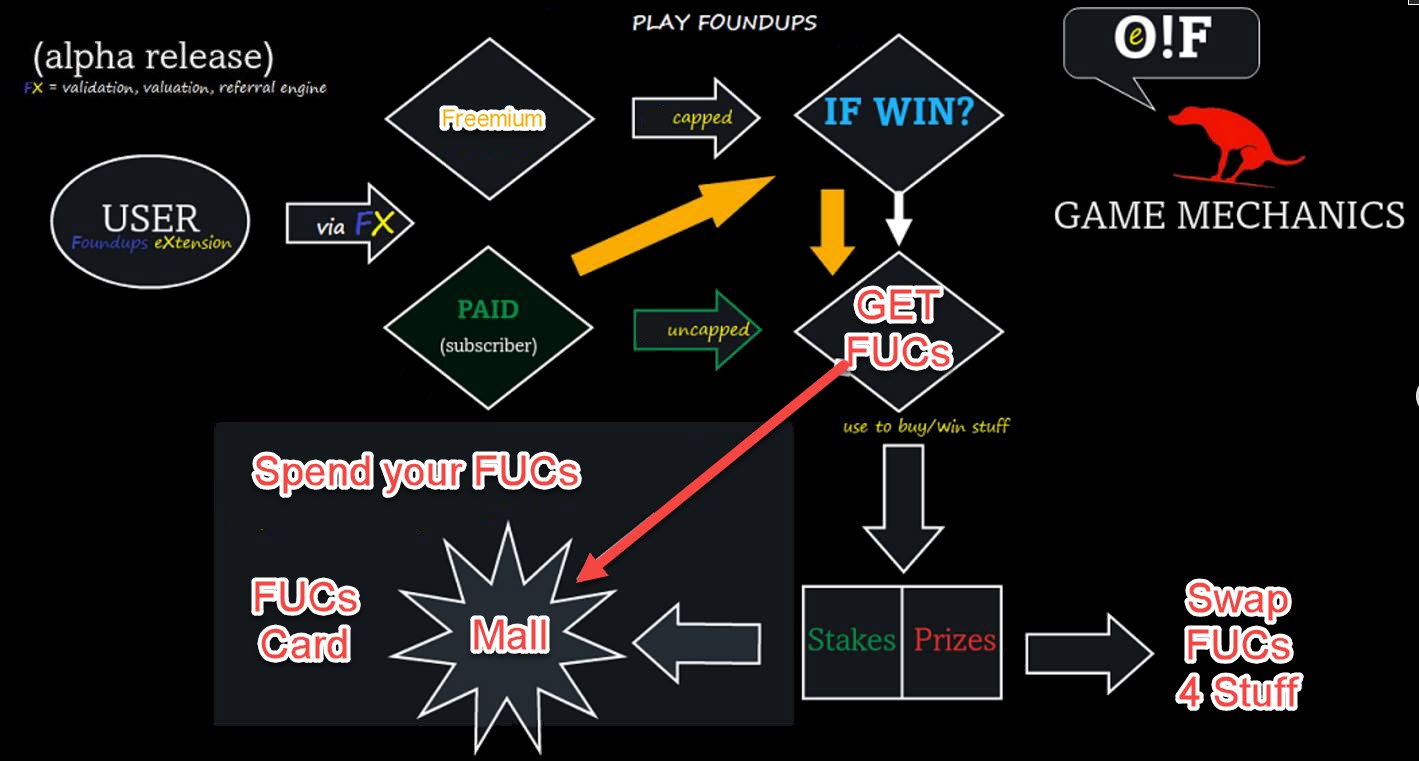 PLAY FOUNDUPS
(alpha release)
FX = validation, valuation, referral engine
O!F
e
Freemium
capped
IF WIN?
USER
Foundups eXtension
via FX
GAME MECHANICS
PAID
(subscriber)
uncapped
GET
FUCs
use to buy/win stuff
Spend your FUCs
FUCs
Card
Mall
Stakes
Prizes
Swap
FUCs
4 Stuff